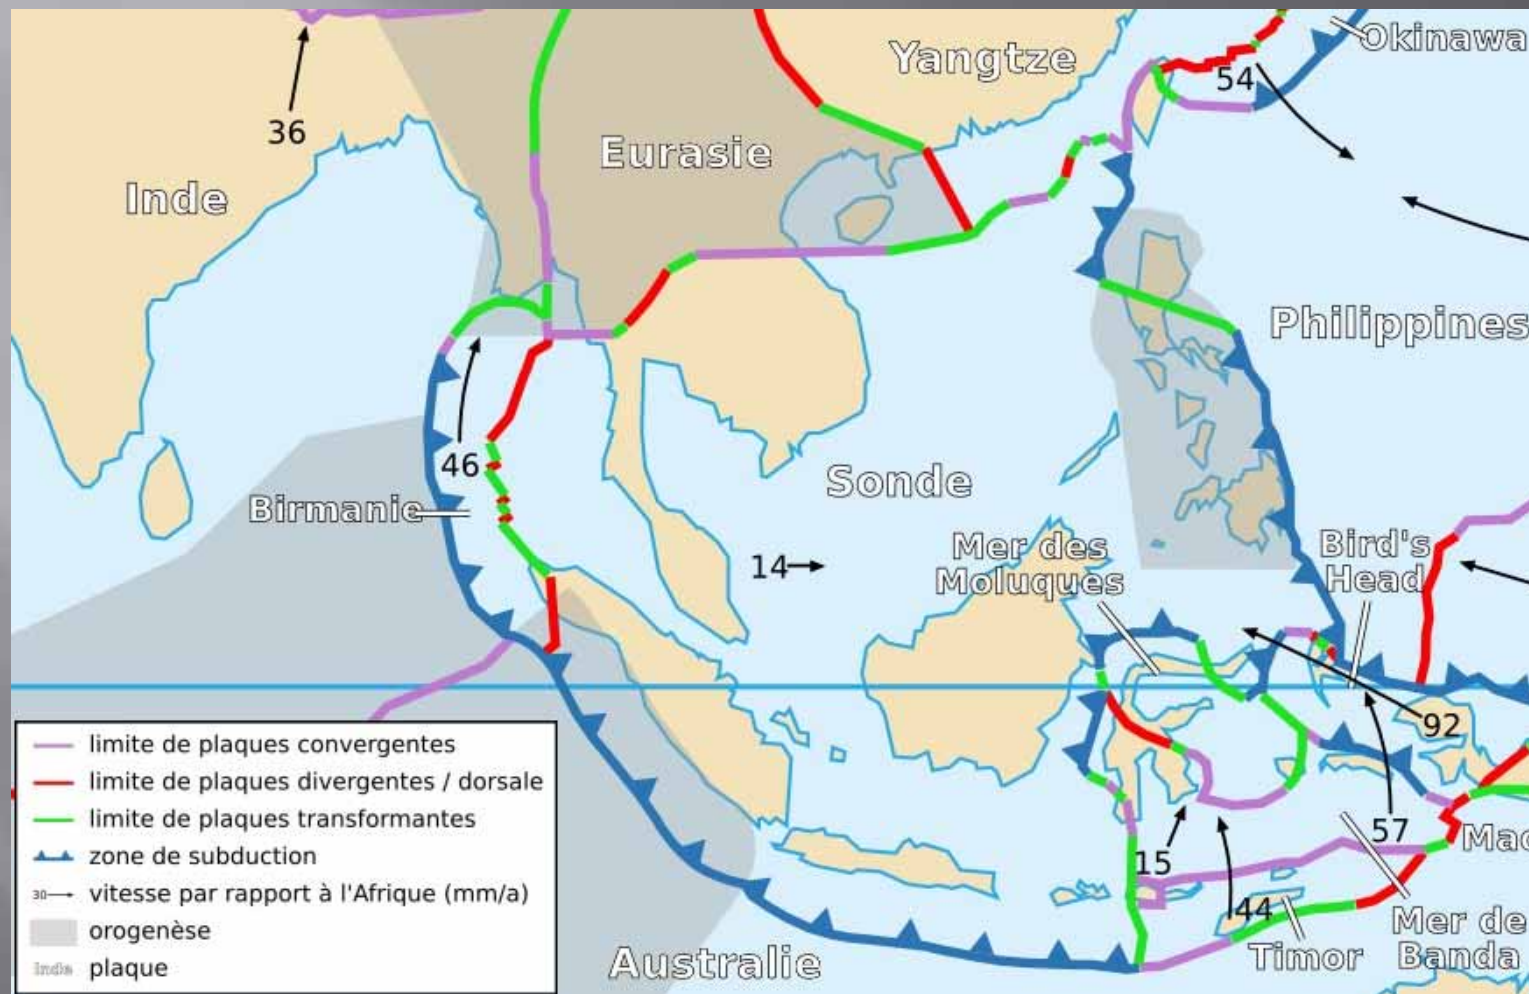 Okinawa
Yangtze
54
36
Eurasie
Inde
Philippines
46
Sonde
Birmanie
Mer des
Moluques
Bird's
Head
14
92
57
15
44
Mac
Mer de
Banda
Timor
Australie
limite de plaques convergentes
limite de plaques divergentes / dorsale
limite de plaques transformantes
zone de subduction
30 vitesse par rapport à l'Afrique (mm/a)
orogenèse
Inde plaque